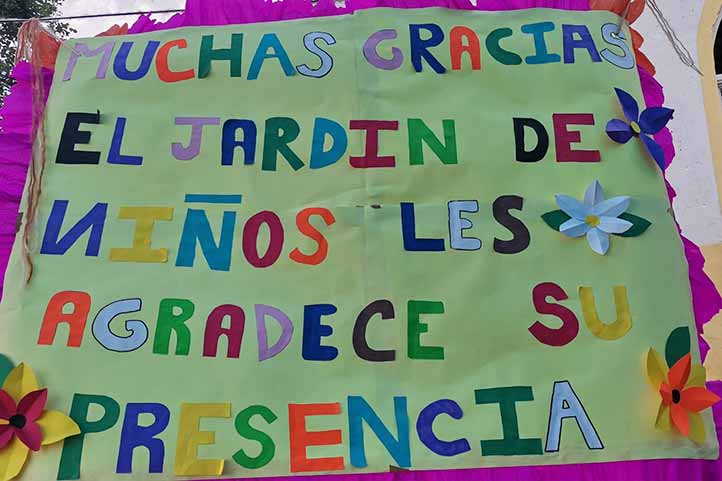 MUCHAS GRACIAS
EL JARDIN DE
NIÑOS LES
AGRADECE SU
PRESENCIA